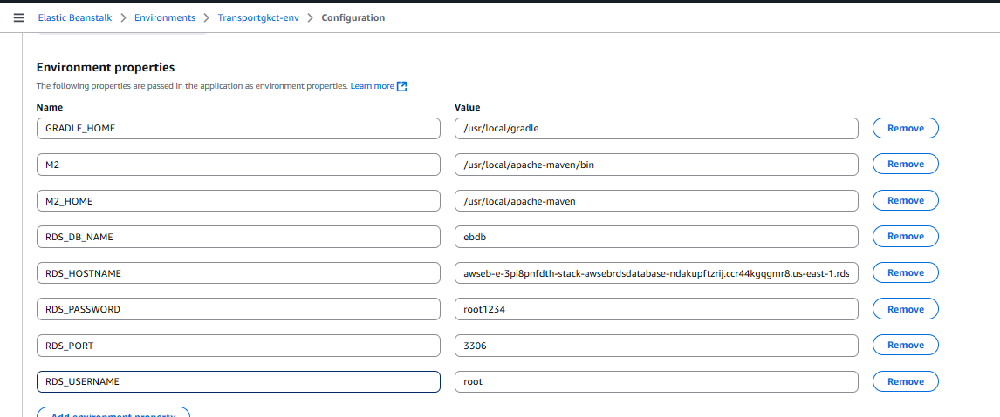 Elastic Beanstalk > Environments > Transportgkct-env > Configuration
Environment properties
The following properties are passed in the application as environment properties. Learn more
Name Value
GRADLE_HOME /usr/local/gradle Remove
M2 /usr/local/apache-maven/bin Remove
M2_HOME /usr/local/apache-maven Remove
RDS_DB_NAME ebdb Remove
RDS_HOSTNAME awseb-e-3pi8pnfdth-stack-awsebrdsdatabase-ndakupftzrij.ccr44kgqgmr8.us-east-1.rds Remove
RDS_PASSWORD root1234 Remove
RDS_PORT 3306 Remove
RDS_USERNAME root Remove
Add environment property